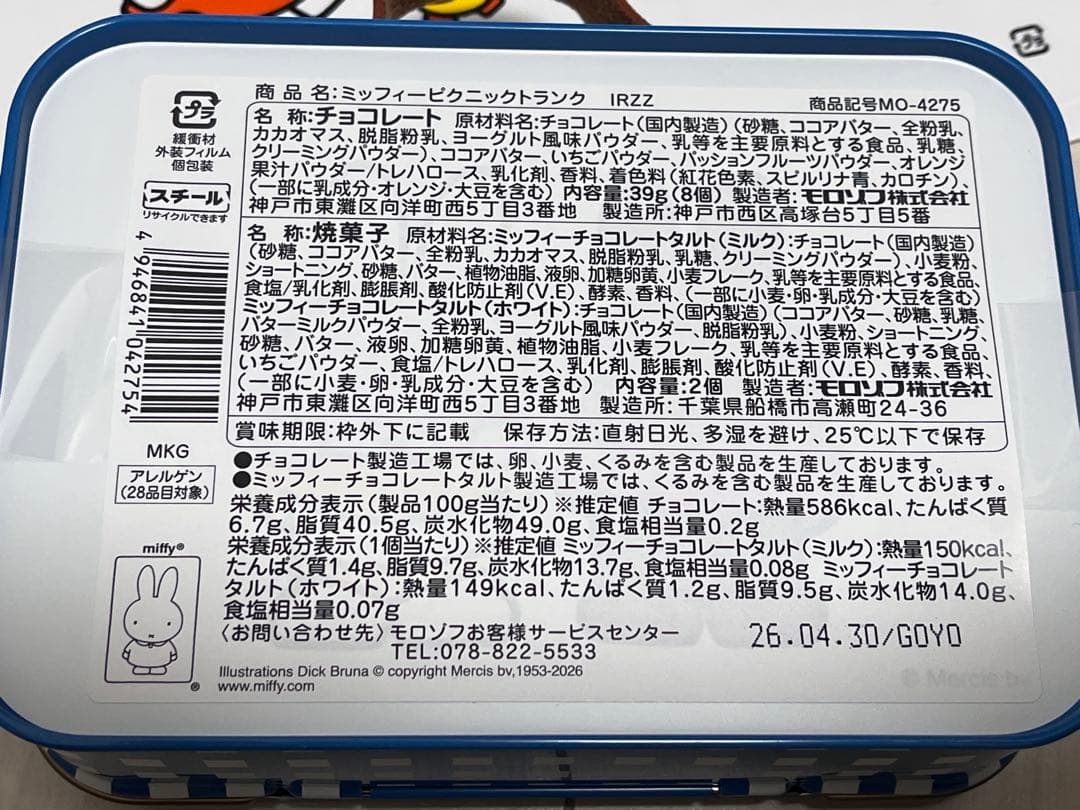 商品名:ミッフィーピクニックトランク IRZZ 商品記号MO-4275
名 称:チョコレート 原材料名:チョコレート(国内製造)(砂糖、ココアバター、全粉乳、
カカオマス、脱脂粉乳、ヨーグルト風味パウダー、乳等を主要原料とする食品、乳糖、
クリーミングパウダー)、ココアバター、いちごパウダー、パッションフルーツパウダー、オレンジ
果汁パウダー/トレハロース、乳化剤、香料、着色料(紅花色素、スピルリナ青、カロチン)、
(一部に乳成分・オレンジ・大豆を含む) 内容量:39g(8個) 製造者:モロゾフ株式会社
神戸市東灘区向洋町西5丁目3番地 製造所:神戸市西区高塚台5丁目5番
名 称:焼菓子 原材料名:ミッフィーチョコレートタルト(ミルク):チョコレート(国内製造)
(砂糖、ココアバター、全粉乳、カカオマス、脱脂粉乳、乳糖、クリーミングパウダー)、小麦粉、
ショートニング、砂糖、バター、植物油脂、液卵、加糖卵黄、小麦フレーク、乳等を主要原料とする食品、
食塩/乳化剤、膨脹剤、酸化防止剤(V.E)、酵素、香料、(一部に小麦・卵・乳成分・大豆を含む)
ミッフィーチョコレートタルト(ホワイト):チョコレート(国内製造)(ココアバター、砂糖、乳糖、
バターミルクパウダー、全粉乳、ヨーグルト風味パウダー、脱脂粉乳)、小麦粉、ショートニング、
砂糖、バター、液卵、加糖卵黄、植物油脂、小麦フレーク、乳等を主要原料とする食品、
いちごパウダー、食塩/トレハロース、乳化剤、膨脹剤、酸化防止剤(V.E)、酵素、香料、
(一部に小麦・卵・乳成分・大豆を含む) 内容量:2個 製造者:モロゾフ株式会社
神戸市東灘区向洋町西5丁目3番地 製造所:千葉県船橋市高瀬町24-36
賞味期限:枠外下に記載 保存方法:直射日光、多湿を避け、25℃以下で保存
●チョコレート製造工場では、卵、小麦、くるみを含む製品を生産しております。
●ミッフィーチョコレートタルト製造工場では、くるみを含む製品を生産しております。
栄養成分表示(製品100g当たり)※推定値 チョコレート:熱量586kcal、たんぱく質
6.7g、脂質40.5g、炭水化物49.0g、食塩相当量0.2g
栄養成分表示(1個当たり)※推定値 ミッフィーチョコレートタルト(ミルク):熱量150kcal、
たんぱく質1.4g、脂質9.7g、炭水化物13.7g、食塩相当量0.08g ミッフィーチョコレート
タルト(ホワイト):熱量149kcal、たんぱく質1.2g、脂質9.5g、炭水化物14.0g、
食塩相当量0.07g
〈お問い合わせ先〉モロゾフお客様サービスセンター
TEL:078-822-5533
26.04.30/GOYO
Illustrations Dick Bruna © copyright Mercis bv,1953-2026
www.miffy.com
プラ
緩衝材
外装フィルム
個包装
スチール
リサイクルできます
4 946841 042754
MKG
アレルゲン
(28品目対象)
miffy®
®
プラ
© Mercis bv